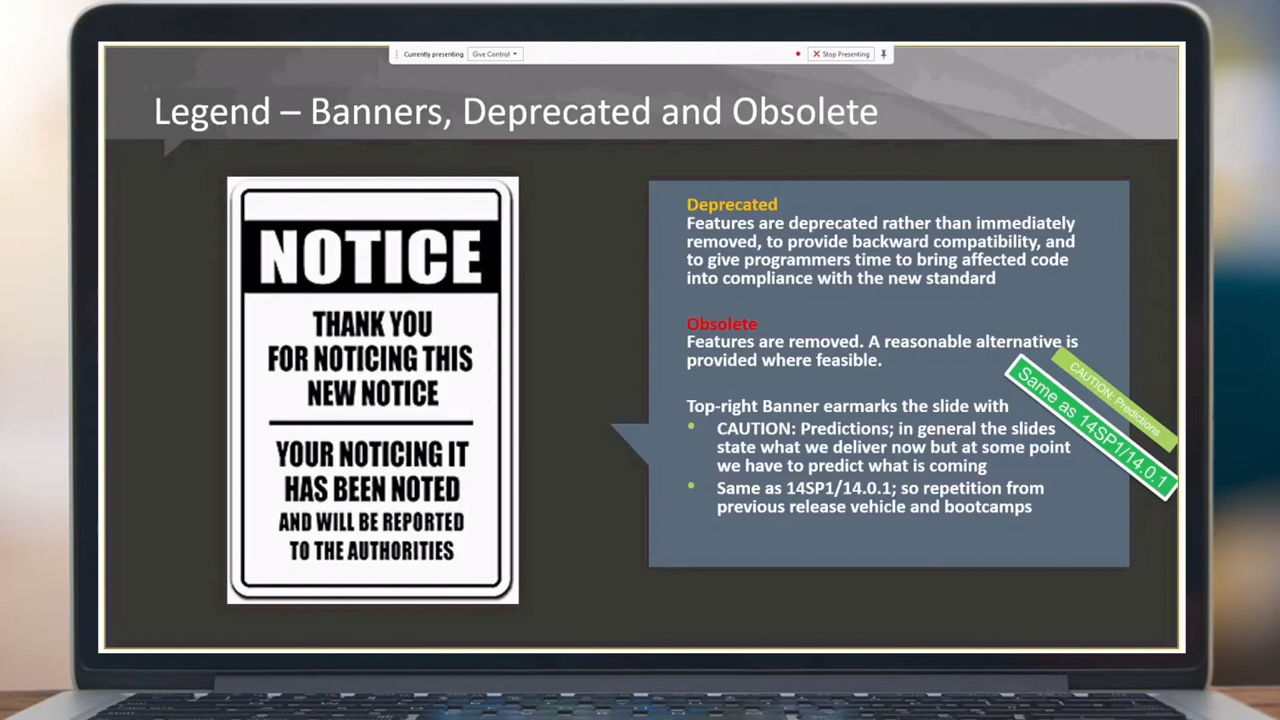 Currently presenting
Give Control
Stop Presenting
Legend – Banners, Deprecated and Obsolete
NOTICE
THANK YOU
FOR NOTICING THIS
NEW NOTICE
YOUR NOTICING IT
HAS BEEN NOTED
AND WILL BE REPORTED
TO THE AUTHORITIES
Deprecated
Features are deprecated rather than immediately
removed, to provide backward compatibility, and
to give programmers time to bring affected code
into compliance with the new standard
Obsolete
Features are removed. A reasonable alternative is
provided where feasible.
Top-right Banner earmarks the slide with
CAUTION: Predictions; in general the slides
state what we deliver now but at some point
we have to predict what is coming
Same as 14SP1/14.0.1; so repetition from
previous release vehicle and bootcamps
CAUTION: Predictions
Same as 14SP1/14.0.1